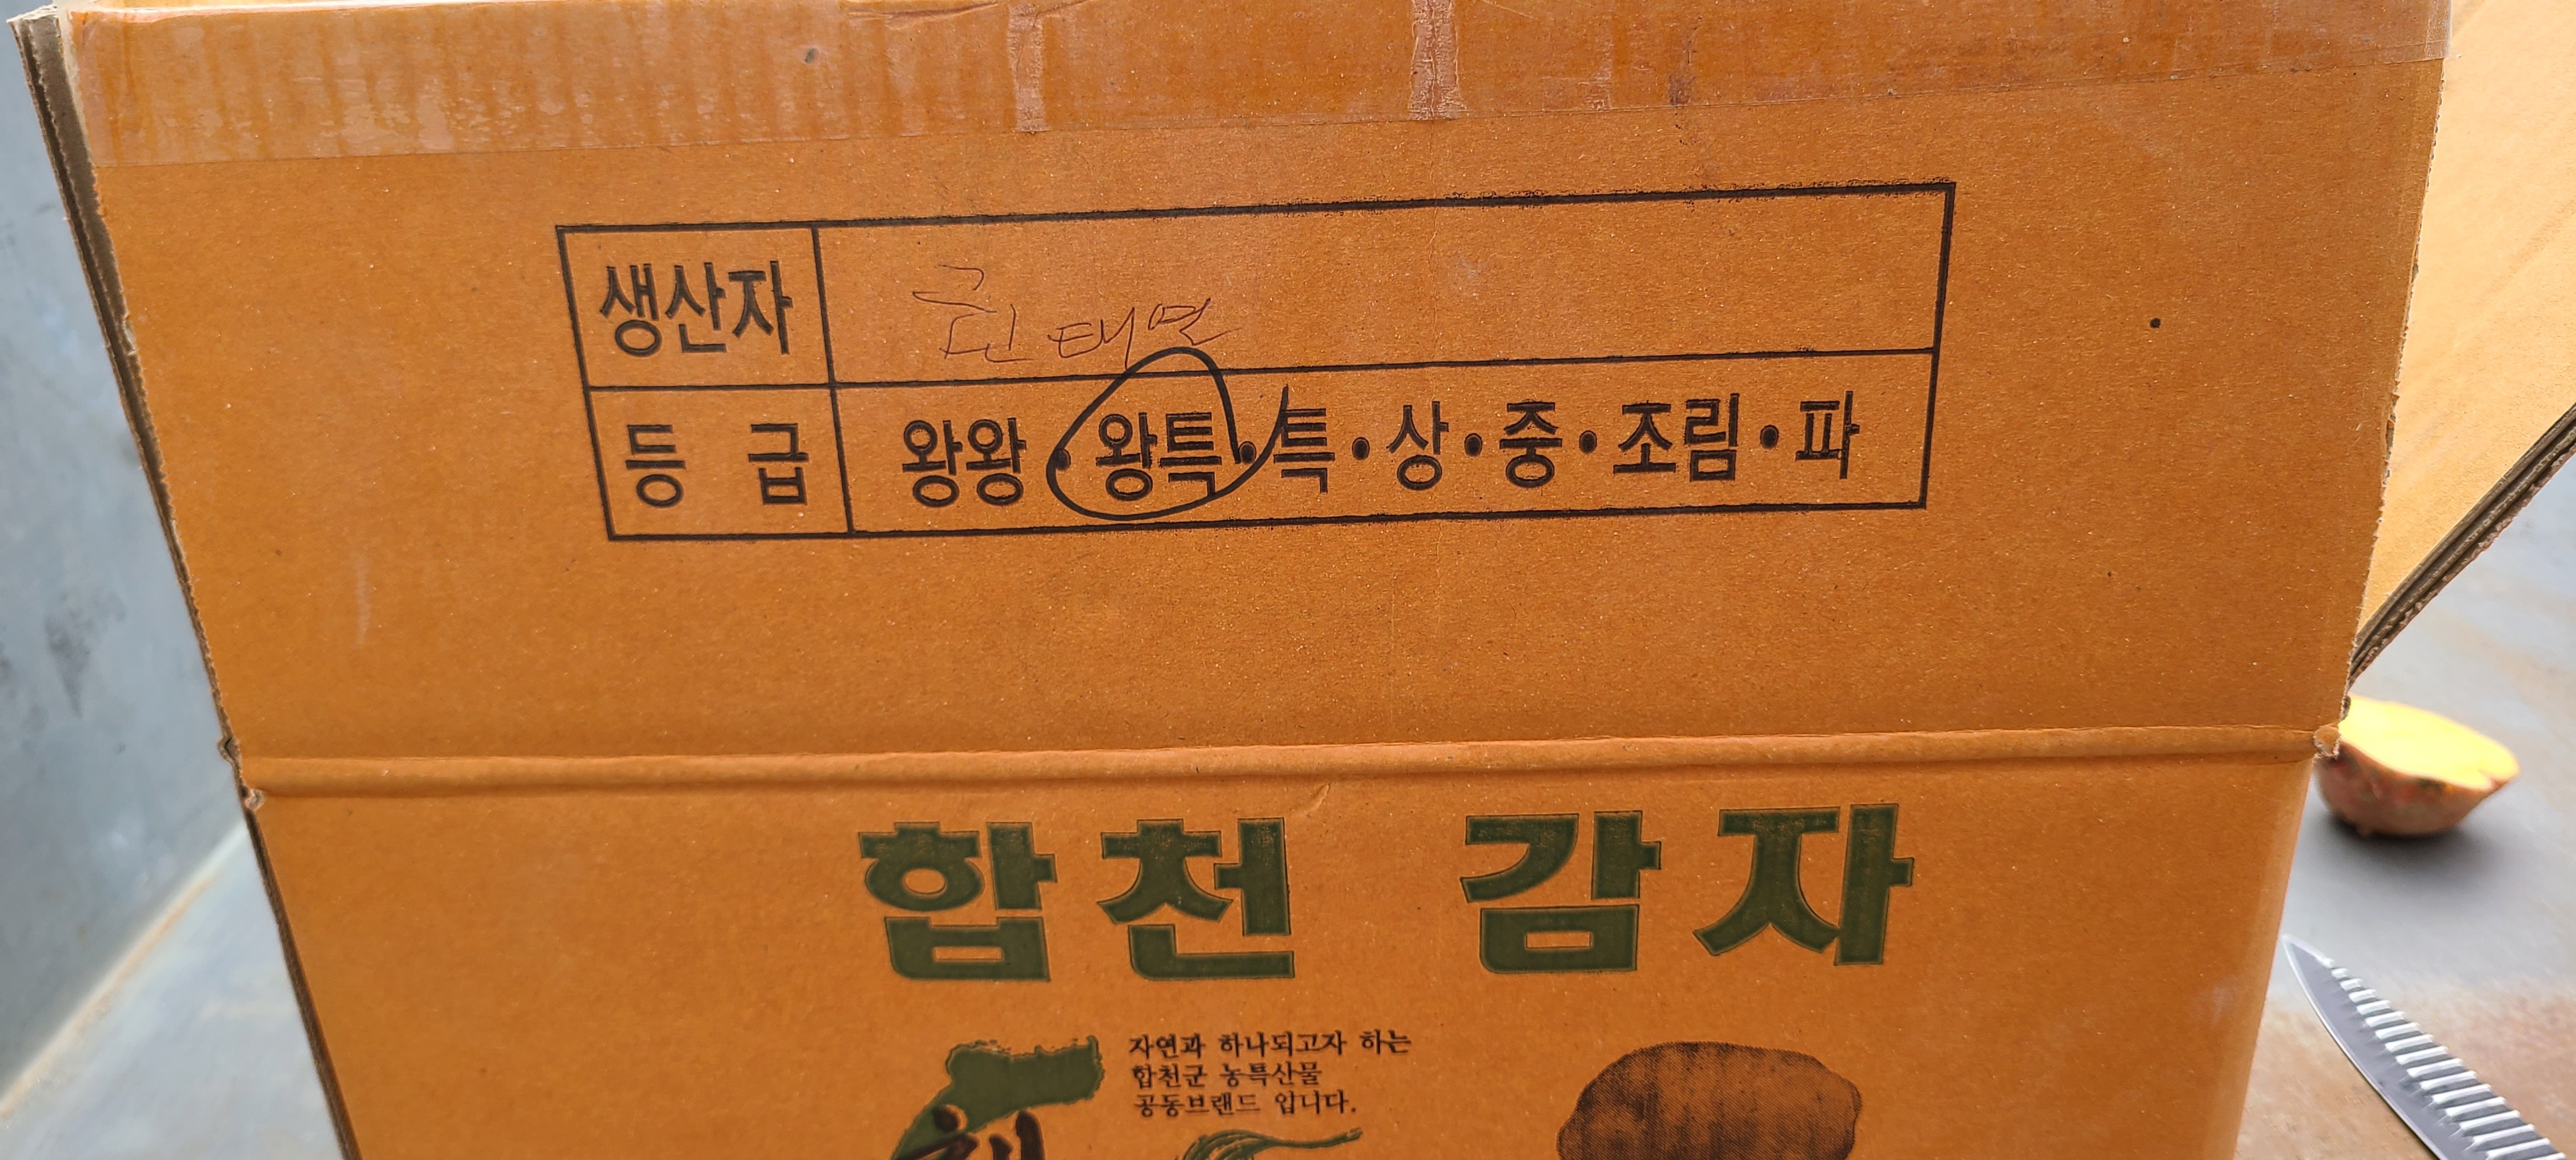 생산자
등 급 왕왕 · 왕특 · 특 · 상 · 중 · 조림 · 파
합천 감자
자연과 하나되고자 하는
합천군 농특산물
공동브랜드 입니다.